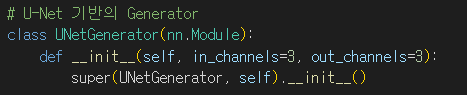 # U-Net 기반의 Generator
class UNetGenerator(nn.Module):
    def __init__(self, in_channels=3, out_channels=3):
        super(UNetGenerator, self).__init__()